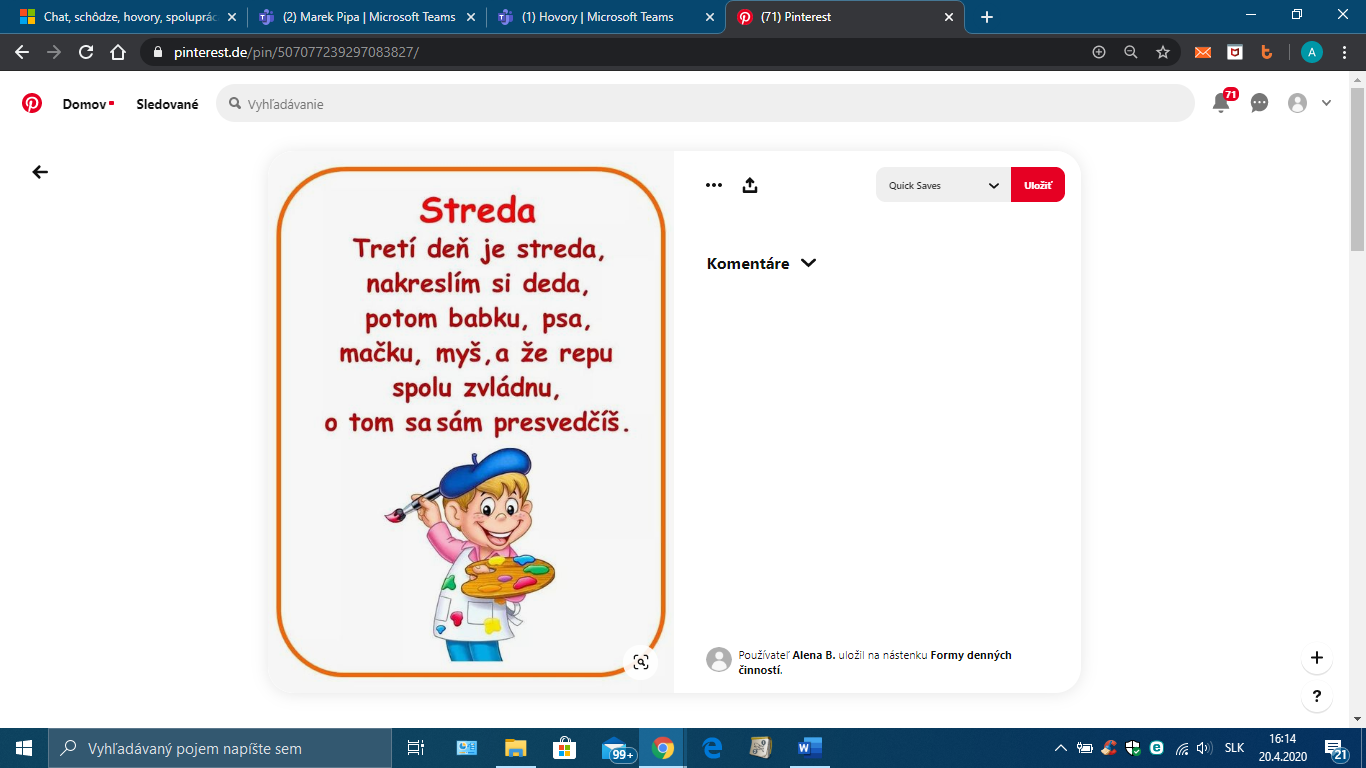 Chat, schôdze, hovory, spoluprác
(2) Marek Pipa | Microsoft Teams
(1) Hovory | Microsoft Teams
(71) Pinterest
pinterest.de/pin/507077239297083827/
A
Domov
Sledované
Vyhľadávanie
71
Quick Saves
Uložiť
Komentáre
Streda
Tretí deň je streda,
nakreslím si deda,
potom babku, psa,
mačku, myš, a že repu
spolu zvládnu,
o tom sa sám presvedčíš.
Používateľ Alena B. uložil na nástenku Formy denných
činností.
Vyhľadávaný pojem napíšte sem
99+
SLK
16:14
20.4.2020
21